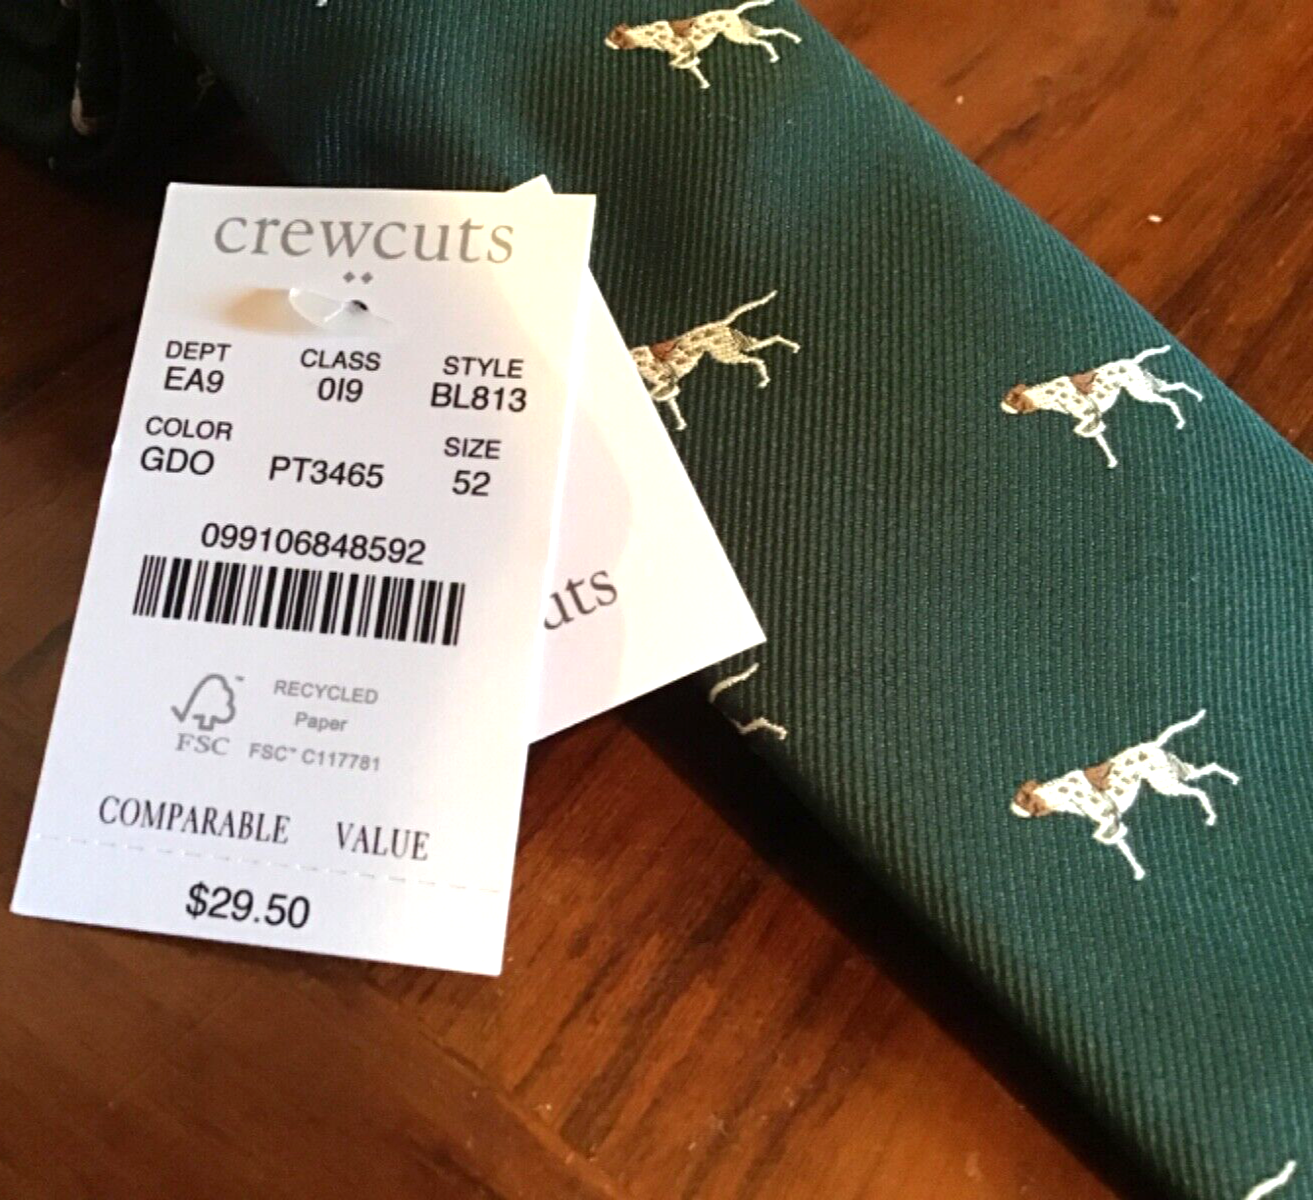 crewcuts
DEPT CLASS STYLE
EA9 0I9 BL813
COLOR SIZE
GDO PT3465 52
099106848592
uts
RECYCLED
Paper
FSC FSC™ C117781
COMPARABLE VALUE
$29.50